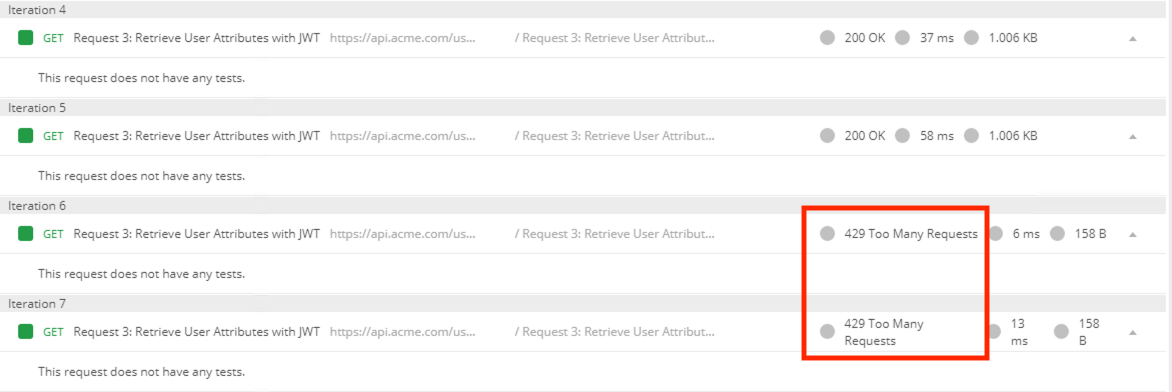 Iteration 4
GET Request 3: Retrieve User Attributes with JWT https://api.acme.com/us... / Request 3: Retrieve User Attribut... 200 OK 37 ms 1.006 KB
This request does not have any tests.
Iteration 5
GET Request 3: Retrieve User Attributes with JWT https://api.acme.com/us... / Request 3: Retrieve User Attribut... 200 OK 58 ms 1.006 KB
This request does not have any tests.
Iteration 6
GET Request 3: Retrieve User Attributes with JWT https://api.acme.com/us... / Request 3: Retrieve User Attribut... 429 Too Many Requests 6 ms 158 B
This request does not have any tests.
Iteration 7
GET Request 3: Retrieve User Attributes with JWT https://api.acme.com/us... / Request 3: Retrieve User Attribut... 429 Too Many Requests 13 ms 158 B
This request does not have any tests.